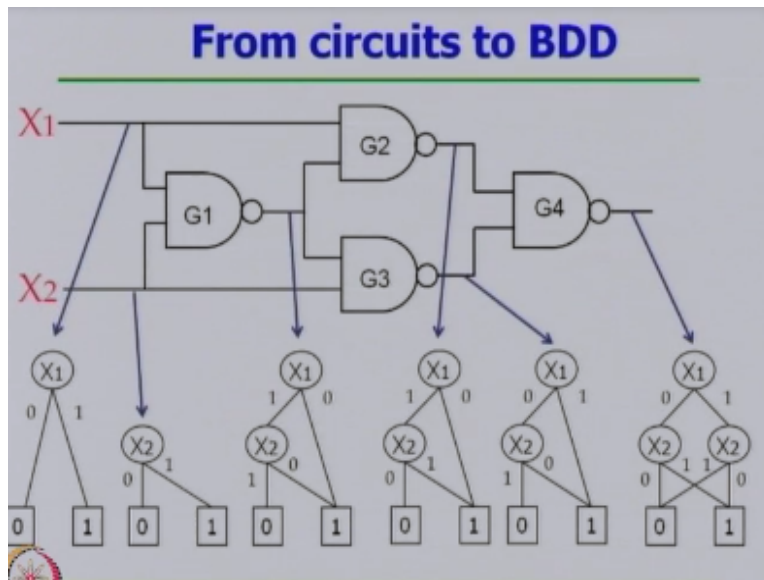 From circuits to BDD
X1
G2
G1
G4
X2
G3
X1 X1 X1 X1 X1
0 1 1 0 1 0 0 1 0 1
X2 X2 X2 X2 X2 X2
0 1 1 0 0 1 1 0 0 1 1 0
0 1 0 1 0 1 0 1 0 1 0 1